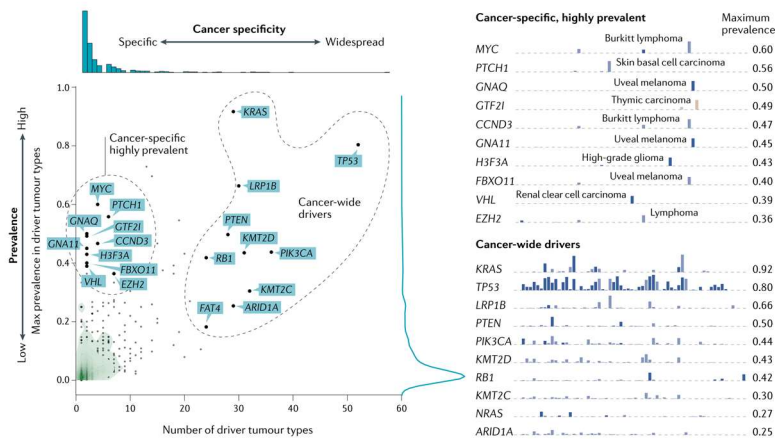 Cancer specificity
Specific
Widespread
High
Prevalence
Low
Max prevalence in driver tumour types
1.0
0.8
0.6
0.4
0.2
0.0
0
10
20
30
40
50
60
Number of driver tumour types
Cancer-specific
highly prevalent
Cancer-wide
drivers
KRAS
TP53
LRP1B
MYC
PTCH1
GNAQ
GTF2I
PTEN
GNA11
CCND3
KMT2D
H3F3A
RB1
PIK3CA
FBXO11
VHL
EZH2
KMT2C
FAT4
ARID1A
Cancer-specific, highly prevalent
Maximum
prevalence
MYC Burkitt lymphoma 0.60
PTCH1 Skin basal cell carcinoma 0.56
GNAQ Uveal melanoma 0.50
GTF2I Thymic carcinoma 0.49
CCND3 Burkitt lymphoma 0.47
GNA11 Uveal melanoma 0.45
H3F3A High-grade glioma 0.43
FBXO11 Uveal melanoma 0.40
VHL Renal clear cell carcinoma 0.39
EZH2 Lymphoma 0.36
Cancer-wide drivers
KRAS 0.92
TP53 0.80
LRP1B 0.66
PTEN 0.50
PIK3CA 0.44
KMT2D 0.43
RB1 0.42
KMT2C 0.30
NRAS 0.27
ARID1A 0.25